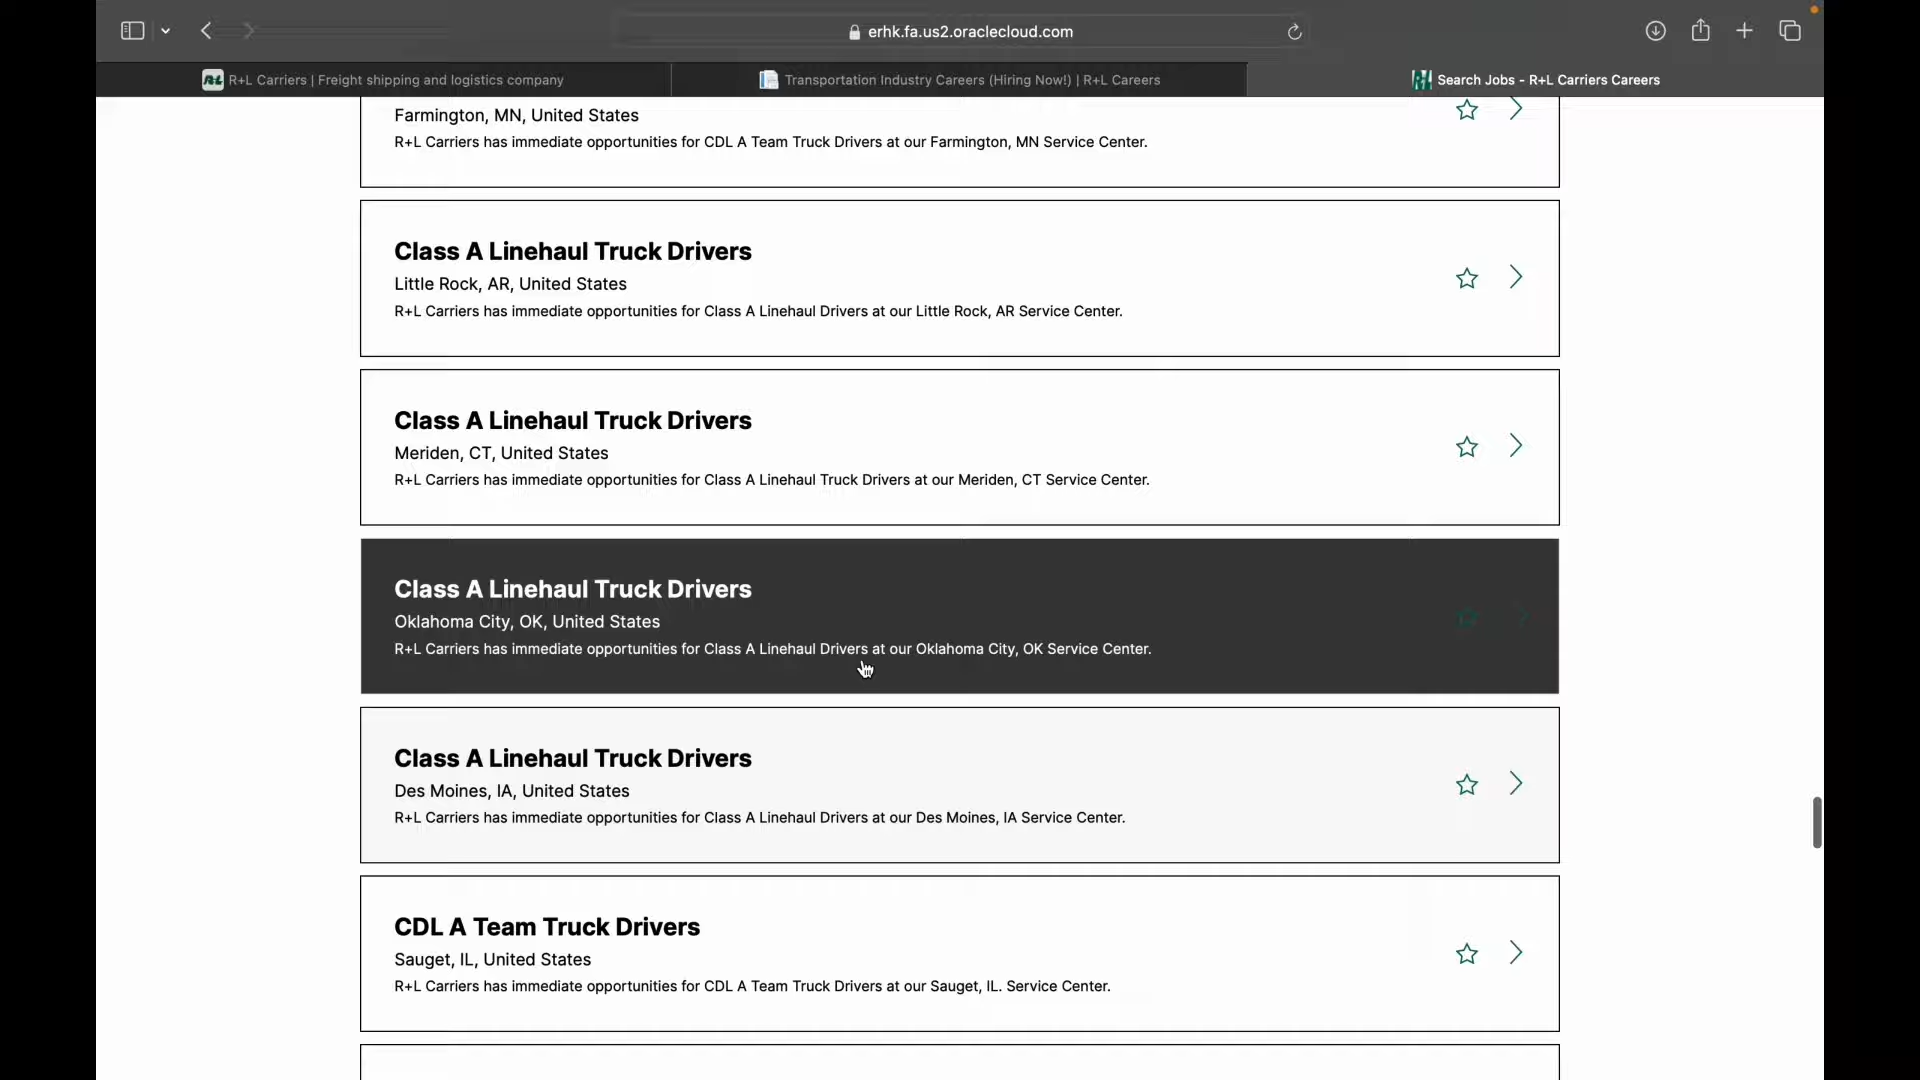 erhk.fa.us2.oraclecloud.com
R+L Carriers | Freight shipping and logistics company
Transportation Industry Careers (Hiring Now!) | R+L Careers
Search Jobs - R+L Carriers Careers
Farmington, MN, United States
R+L Carriers has immediate opportunities for CDL A Team Truck Drivers at our Farmington, MN Service Center.
Class A Linehaul Truck Drivers
Little Rock, AR, United States
R+L Carriers has immediate opportunities for Class A Linehaul Drivers at our Little Rock, AR Service Center.
Class A Linehaul Truck Drivers
Meriden, CT, United States
R+L Carriers has immediate opportunities for Class A Linehaul Truck Drivers at our Meriden, CT Service Center.
Class A Linehaul Truck Drivers
Oklahoma City, OK, United States
R+L Carriers has immediate opportunities for Class A Linehaul Drivers at our Oklahoma City, OK Service Center.
Class A Linehaul Truck Drivers
Des Moines, IA, United States
R+L Carriers has immediate opportunities for Class A Linehaul Drivers at our Des Moines, IA Service Center.
CDL A Team Truck Drivers
Sauget, IL, United States
R+L Carriers has immediate opportunities for CDL A Team Truck Drivers at our Sauget, IL. Service Center.